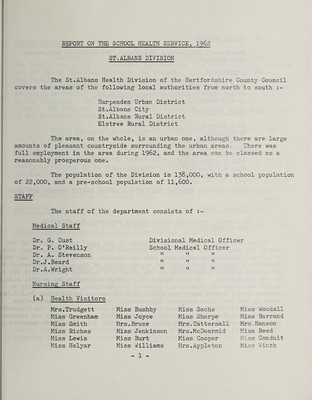 REPORT ON THE SCHOOL HEALTH SERVICE, 1962
ST.ALBANS DIVISION
The St.Albans Health Division of the Hertfordshire County Council
covers the areas of the following local authorities from north to south :-
Harpenden Urban District
St.Albans City
St.Albans Rural District
Elstree Rural District
The area, on the whole, is an urban one, although there are large
amounts of pleasant countryside surrounding the urban areas. There was
full employment in the area during 1962, and the area can be classed as a
reasonably prosperous one.
The population of the Division is 138,000, with a school population
of 22,000, and a pre-school population of 11,600.
STAFF
The staff of the department consists of :-
Medical Staff
Dr. G. Cust Divisional Medical Officer
Dr. P. O'Reilly School Medical Officer
Dr. A. Stevenson " " "
Dr.J.Beard " " "
Dr.A.Wright " " "
Nursing Staff
(a) Health Visitors
Mrs.Trudgett Miss Bushby Miss Sachs Miss Woodall
Miss Greenham Miss Joyce Miss Sharpe Miss Barrand
Miss Smith Mrs.Bruce Mrs.Tattersall Mrs.Hanson
Miss Riches Miss Jenkinson Mrs.McDearmid Miss Reed
Miss Lewis Miss Burt Miss Cooper Miss Conduit
Miss Helyar Miss Williams Mrs.Appleton Miss Winch
- 1 -